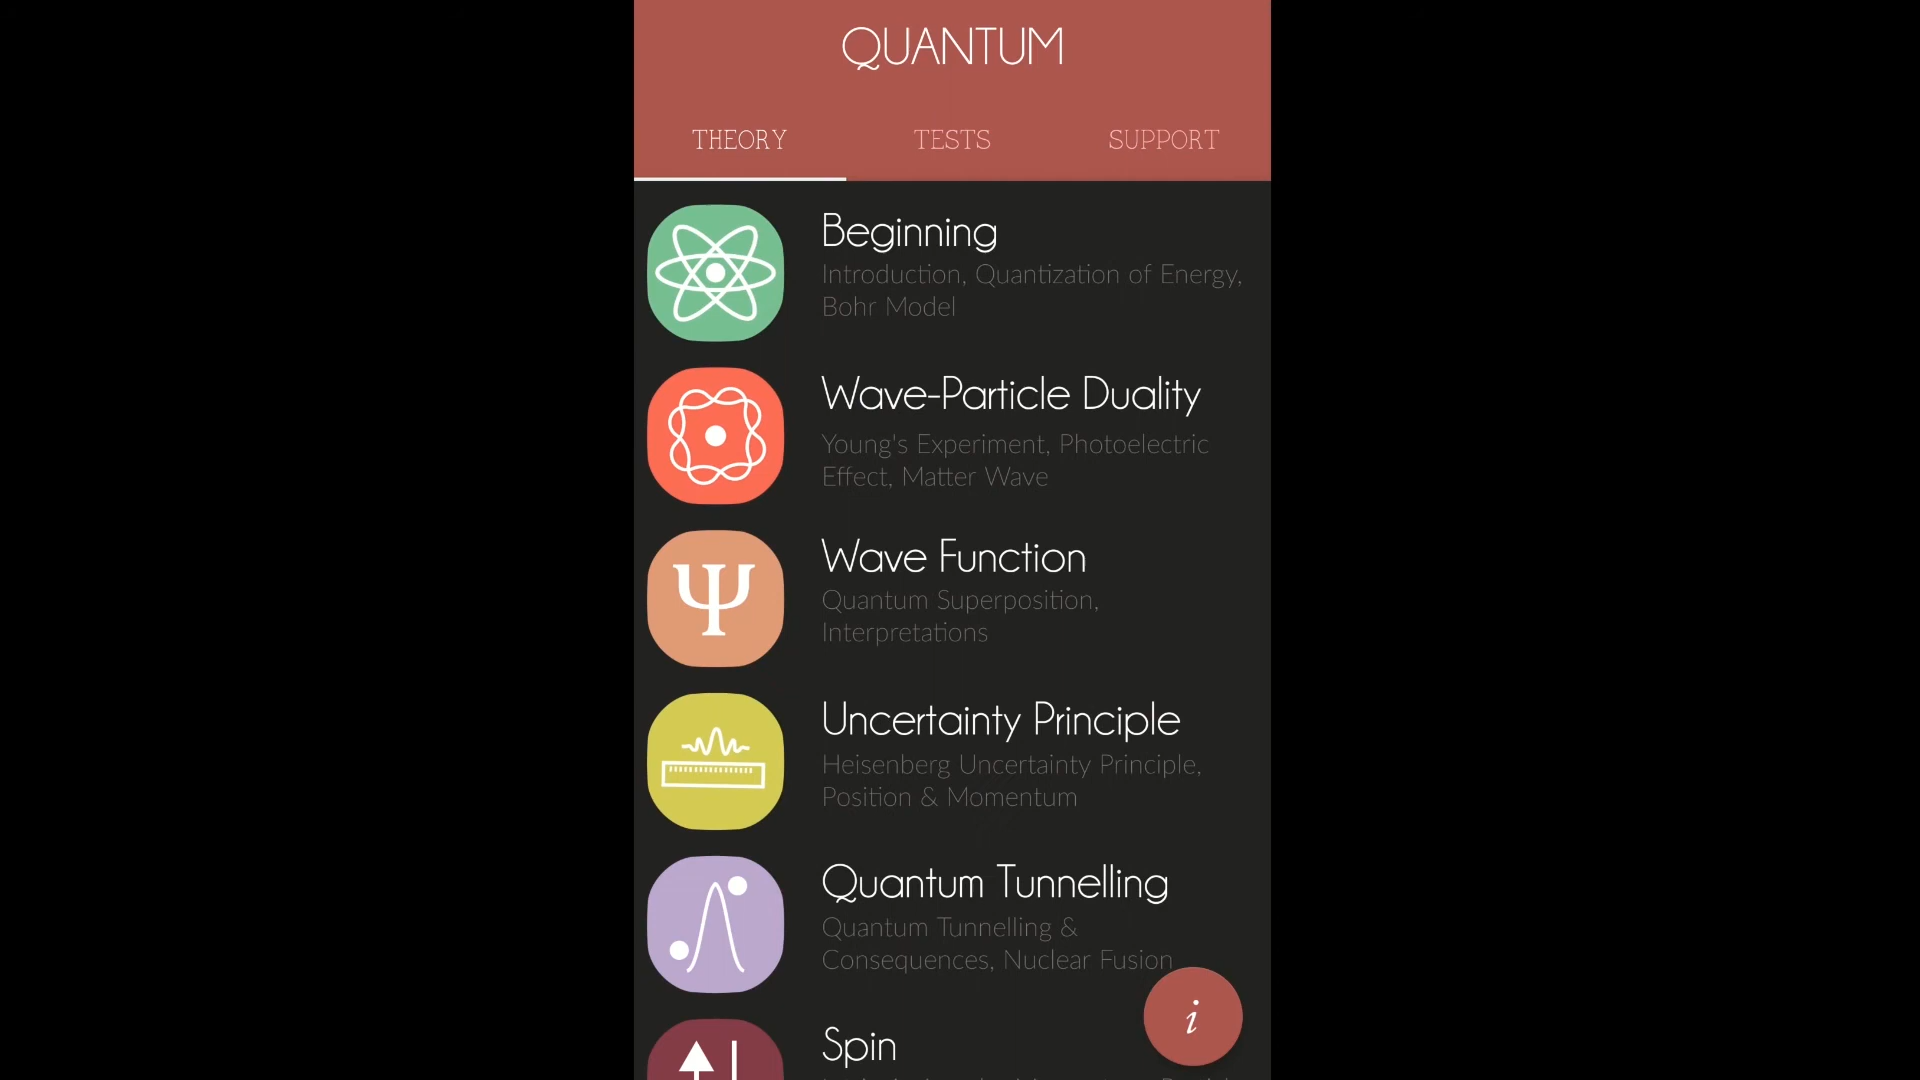 QUANTUM
THEORY TESTS SUPPORT
Beginning
Introduction, Quantization of Energy,
Bohr Model
Wave-Particle Duality
Young's Experiment, Photoelectric
Effect, Matter Wave
Ψ
Wave Function
Quantum Superposition,
Interpretations
Uncertainty Principle
Heisenberg Uncertainty Principle,
Position & Momentum
Quantum Tunnelling
Quantum Tunnelling &
Consequences, Nuclear Fusion
i
Spin